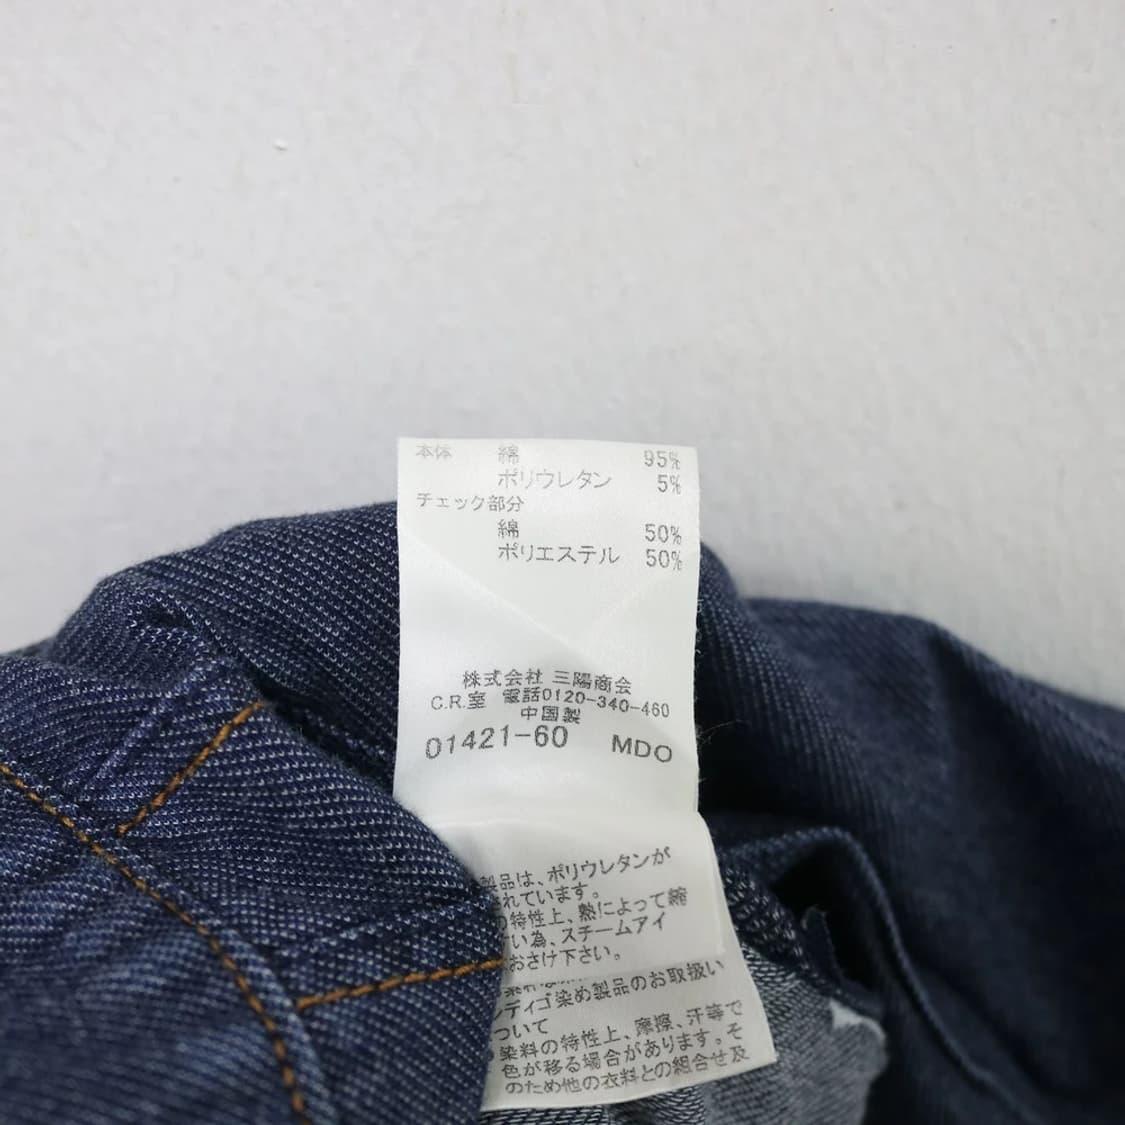 本体 綿 95%
ポリウレタン 5%
チェック部分
綿 50%
ポリエステル 50%
株式会社 三陽商会
C.R.室 電話0120-340-460
中国製
01421-60 MDO
製品は、ポリウレタンが
れています。
特性上、熱によって縮
い為、スチームアイ
おさけ下さい。
ディゴ染め製品のお取扱い
ついて
染料の特性上、摩擦、汗等で
色が移る場合があります。そ
のため他の衣料との組合せ及